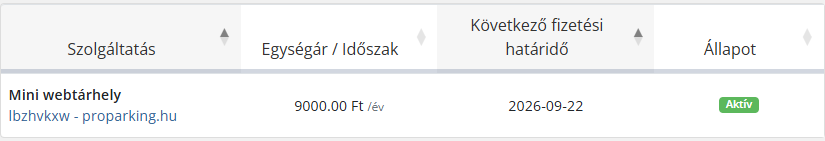 Szolgáltatás
Egységár / Időszak
Következő fizetési
határidő
Állapot
Mini webtárhely
lbzhvkxw - proparking.hu
9000.00 Ft /év
2026-09-22
Aktív